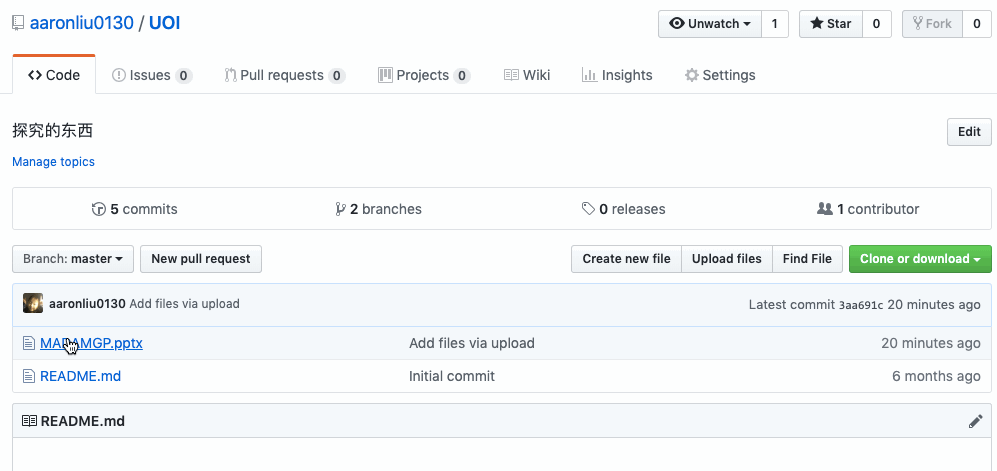 aaronliu0130 / UOI
Unwatch 1 Star 0 Fork 0
Code Issues 0 Pull requests 0 Projects 0 Wiki Insights Settings
探究的东西
Edit
Manage topics
5 commits 2 branches 0 releases 1 contributor
Branch: master New pull request Create new file Upload files Find File Clone or download
aaronliu0130 Add files via upload Latest commit 3aa691c 20 minutes ago
Add files via upload 20 minutes ago
README.md Initial commit 6 months ago
README.md